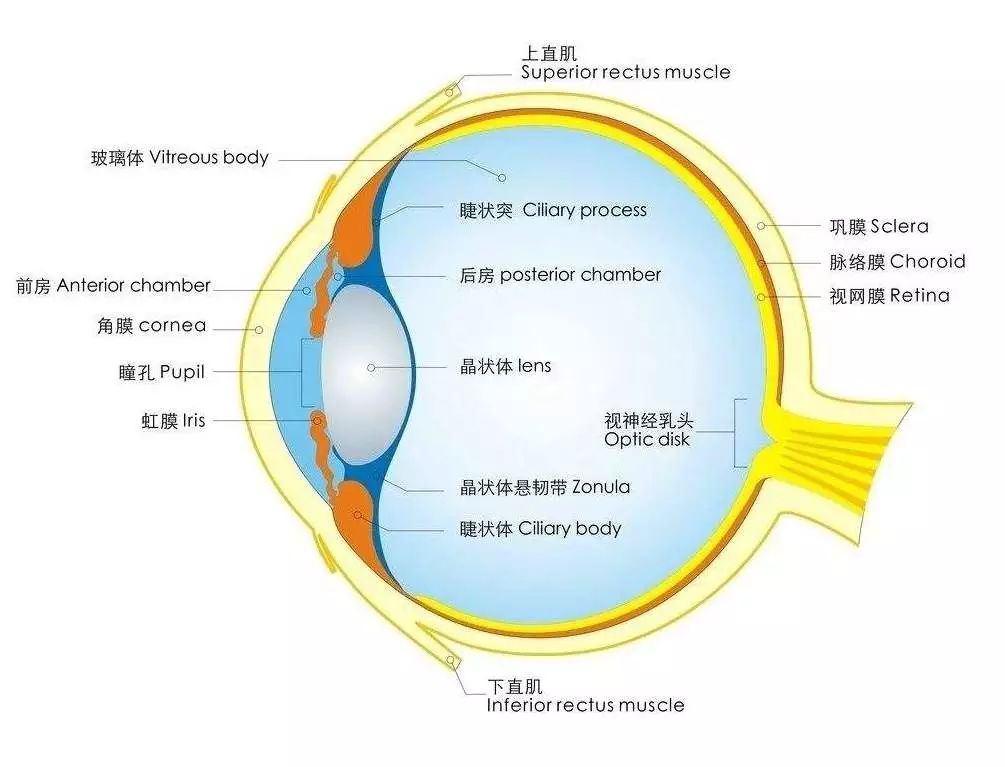 上直肌
Superior rectus muscle
玻璃体 Vitreous body
睫状突 Ciliary process
巩膜 Sclera
脉络膜 Choroid
后房 posterior chamber
前房 Anterior chamber
视网膜 Retina
角膜 cornea
晶状体 lens
瞳孔 Pupil
虹膜 Iris
视神经乳头
Optic disk
晶状体悬韧带 Zonula
睫状体 Ciliary body
下直肌
Inferior rectus muscle